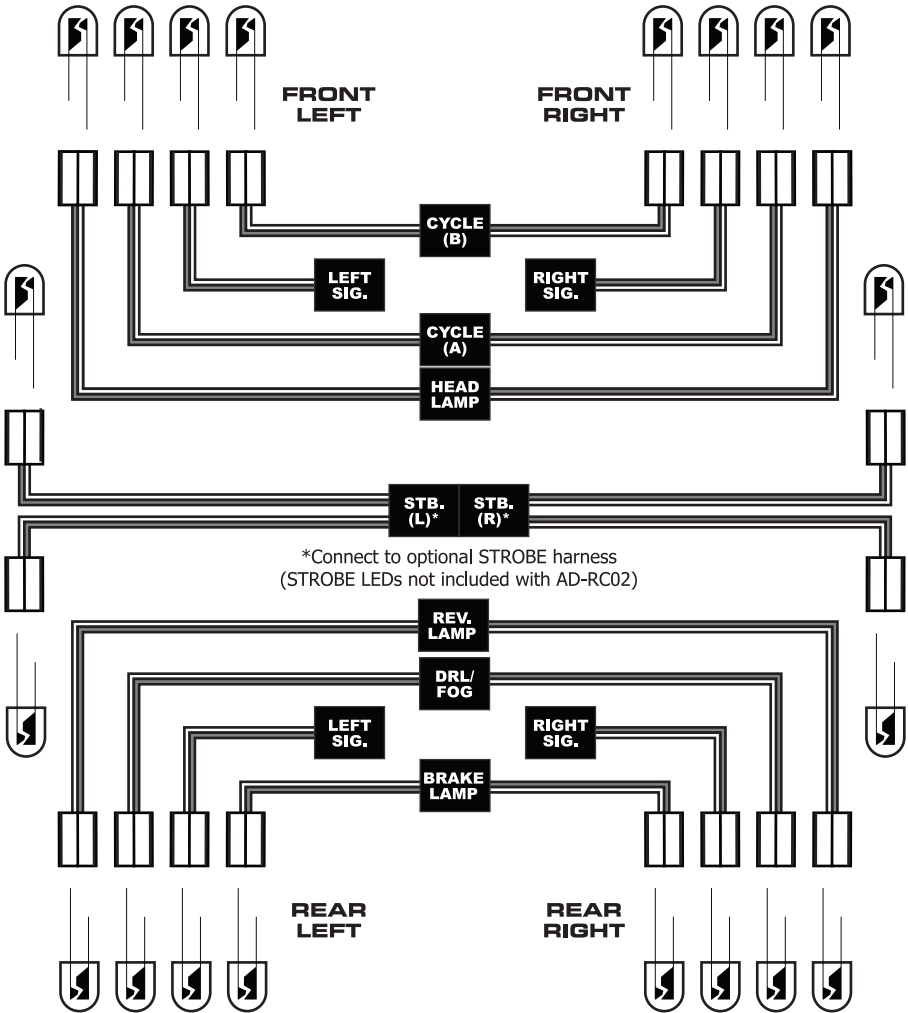 FRONT
LEFT
FRONT
RIGHT
CYCLE
(B)
LEFT
SIG.
RIGHT
SIG.
CYCLE
(A)
HEAD
LAMP
STB.
(L)*
STB.
(R)*
*Connect to optional STROBE harness
(STROBE LEDs not included with AD-RC02)
REV.
LAMP
DRL/
FOG
LEFT
SIG.
RIGHT
SIG.
BRAKE
LAMP
REAR
LEFT
REAR
RIGHT